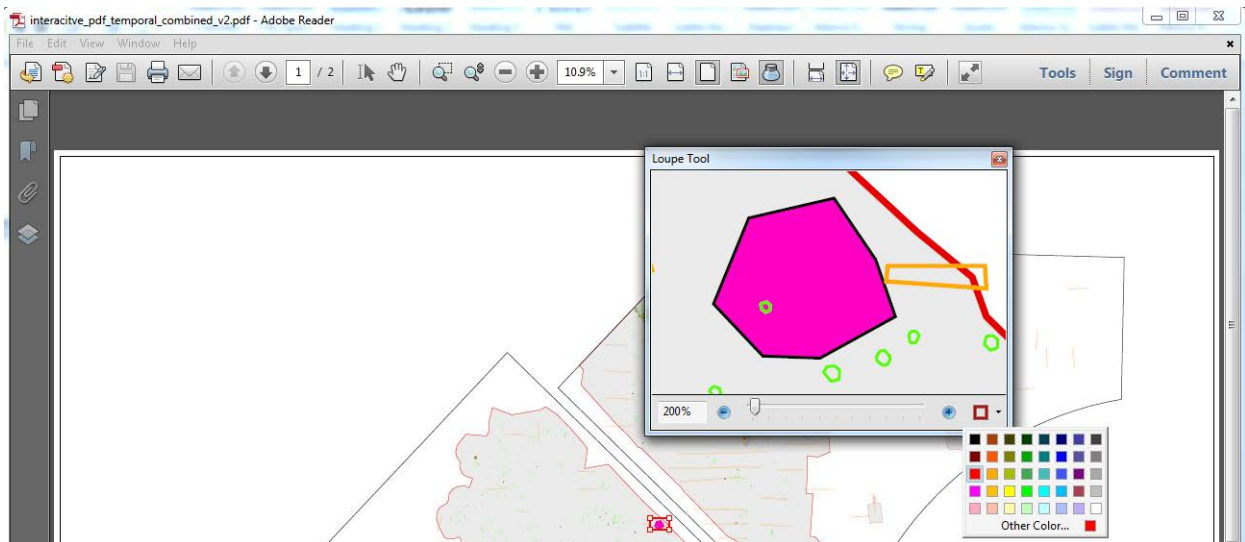 interacitve_pdf_temporal_combined_v2.pdf - Adobe Reader
File Edit View Window Help
1 / 2 10.9% Tools Sign Comment
Loupe Tool
200%
Other Color...